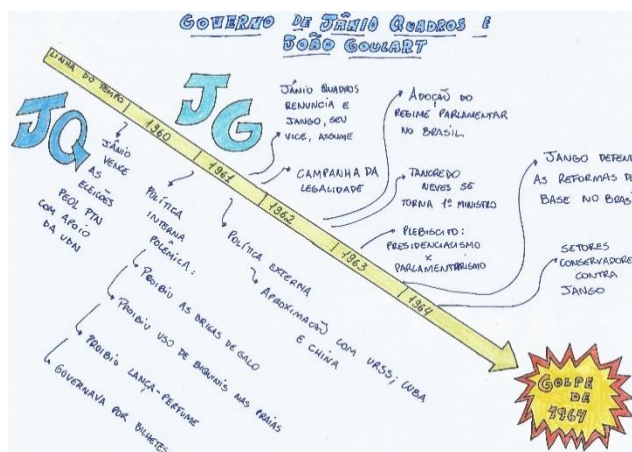 GOVERNO DE JÂNIO QUADROS E
JOÃO GOULART
LINHA DO TEMPO
1960
1961
1962
1963
1964
JQ
JG
JÂNIO
VENCE
AS
ELEIÇÕES
PEOL PTN
COM APOIO
DA UDN
POLÍTICA
INTERNA
POLÊMICA:
PROIBIU AS BRIGAS DE GALO
PROIBIU USO DE BIQUINIS NAS PRAIAS
PROIBIU LANÇA-PERFUME
GOVERNAVA POR BILHETES
POLÍTICA EXTERNA
APROXIMAÇÃO COM URSS, CUBA
E CHINA
JÂNIO QUADROS
RENUNCIA E
JANGO, SEU
VICE, ASSUME
CAMPANHA DA
LEGALIDADE
ADOÇÃO DO
REGIME PARLAMENTAR
NO BRASIL
TANCREDO
NEVES SE
TORNA 1º MINISTRO
PLEBISCITO:
PRESIDENCIALISMO
X
PARLAMENTARISMO
JANGO DEFEN
AS REFORMAS DE
BASE NO BRASI
SETORES
CONSERVADORES
CONTRA
JANGO
GOLPE
DE
1964